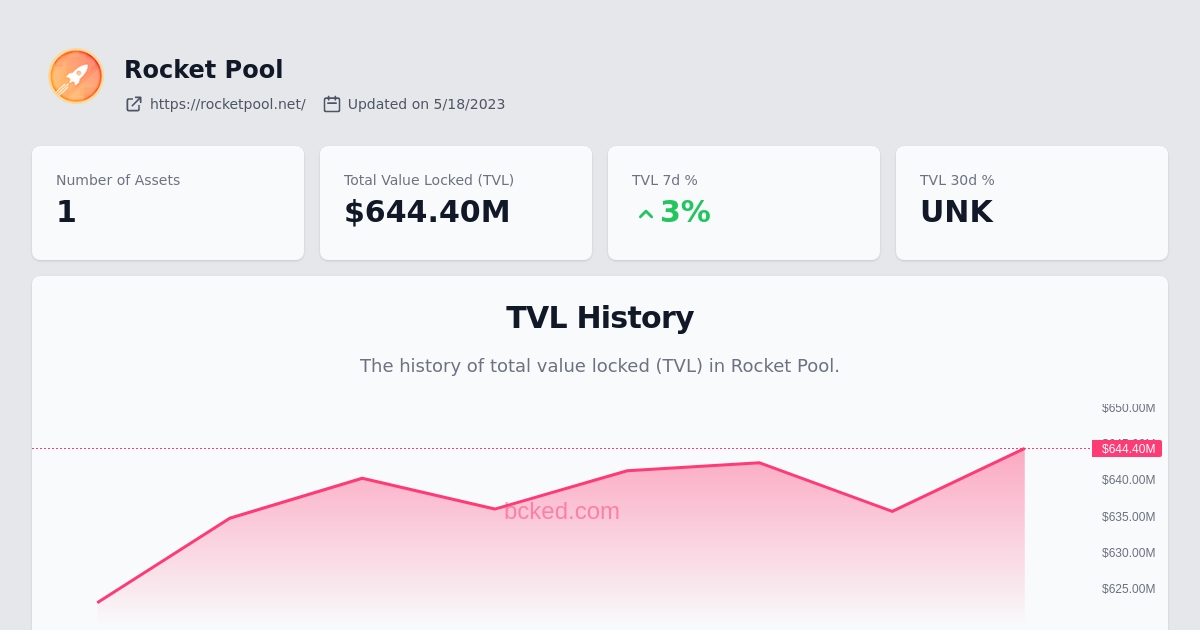 Rocket Pool
https://rocketpool.net/ Updated on 5/18/2023
Number of Assets
1
Total Value Locked (TVL)
$644.40M
TVL 7d %
3%
TVL 30d %
UNK
TVL History
The history of total value locked (TVL) in Rocket Pool.
$650.00M
$644.40M
$640.00M
bcked.com
$635.00M
$630.00M
$625.00M